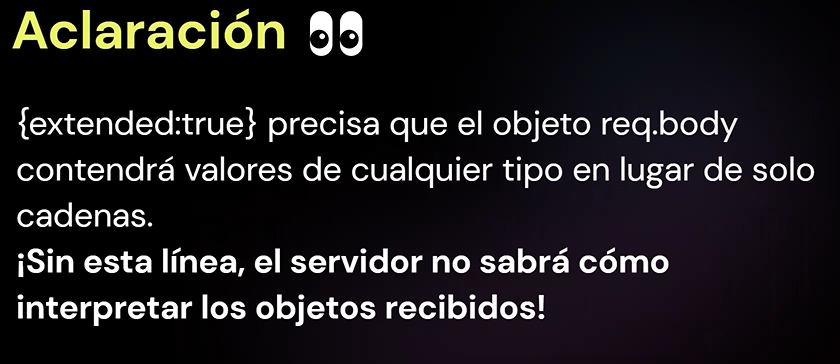 Aclaración 👀
{extended:true} precisa que el objeto req.body
contendrá valores de cualquier tipo en lugar de solo
cadenas.
¡Sin esta línea, el servidor no sabrá cómo
interpretar los objetos recibidos!